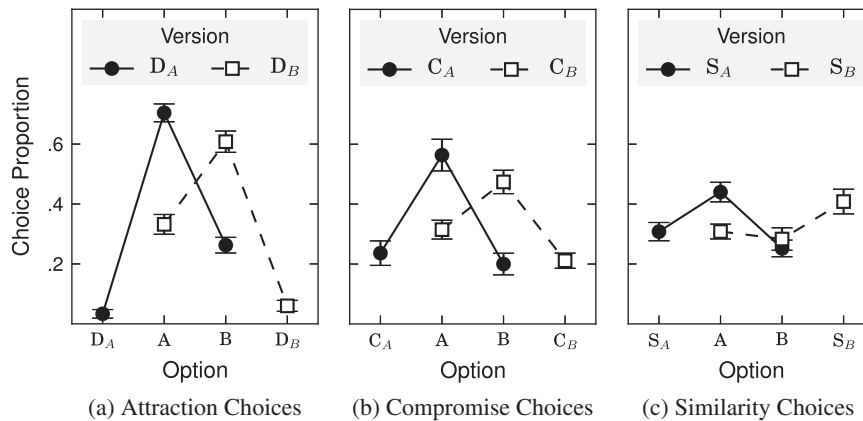 Version
D_A D_B
Version
C_A C_B
Version
S_A S_B
Choice Proportion
.6
.4
.2
D_A A B D_B
C_A A B C_B
S_A A B S_B
Option
Option
Option
(a) Attraction Choices
(b) Compromise Choices
(c) Similarity Choices